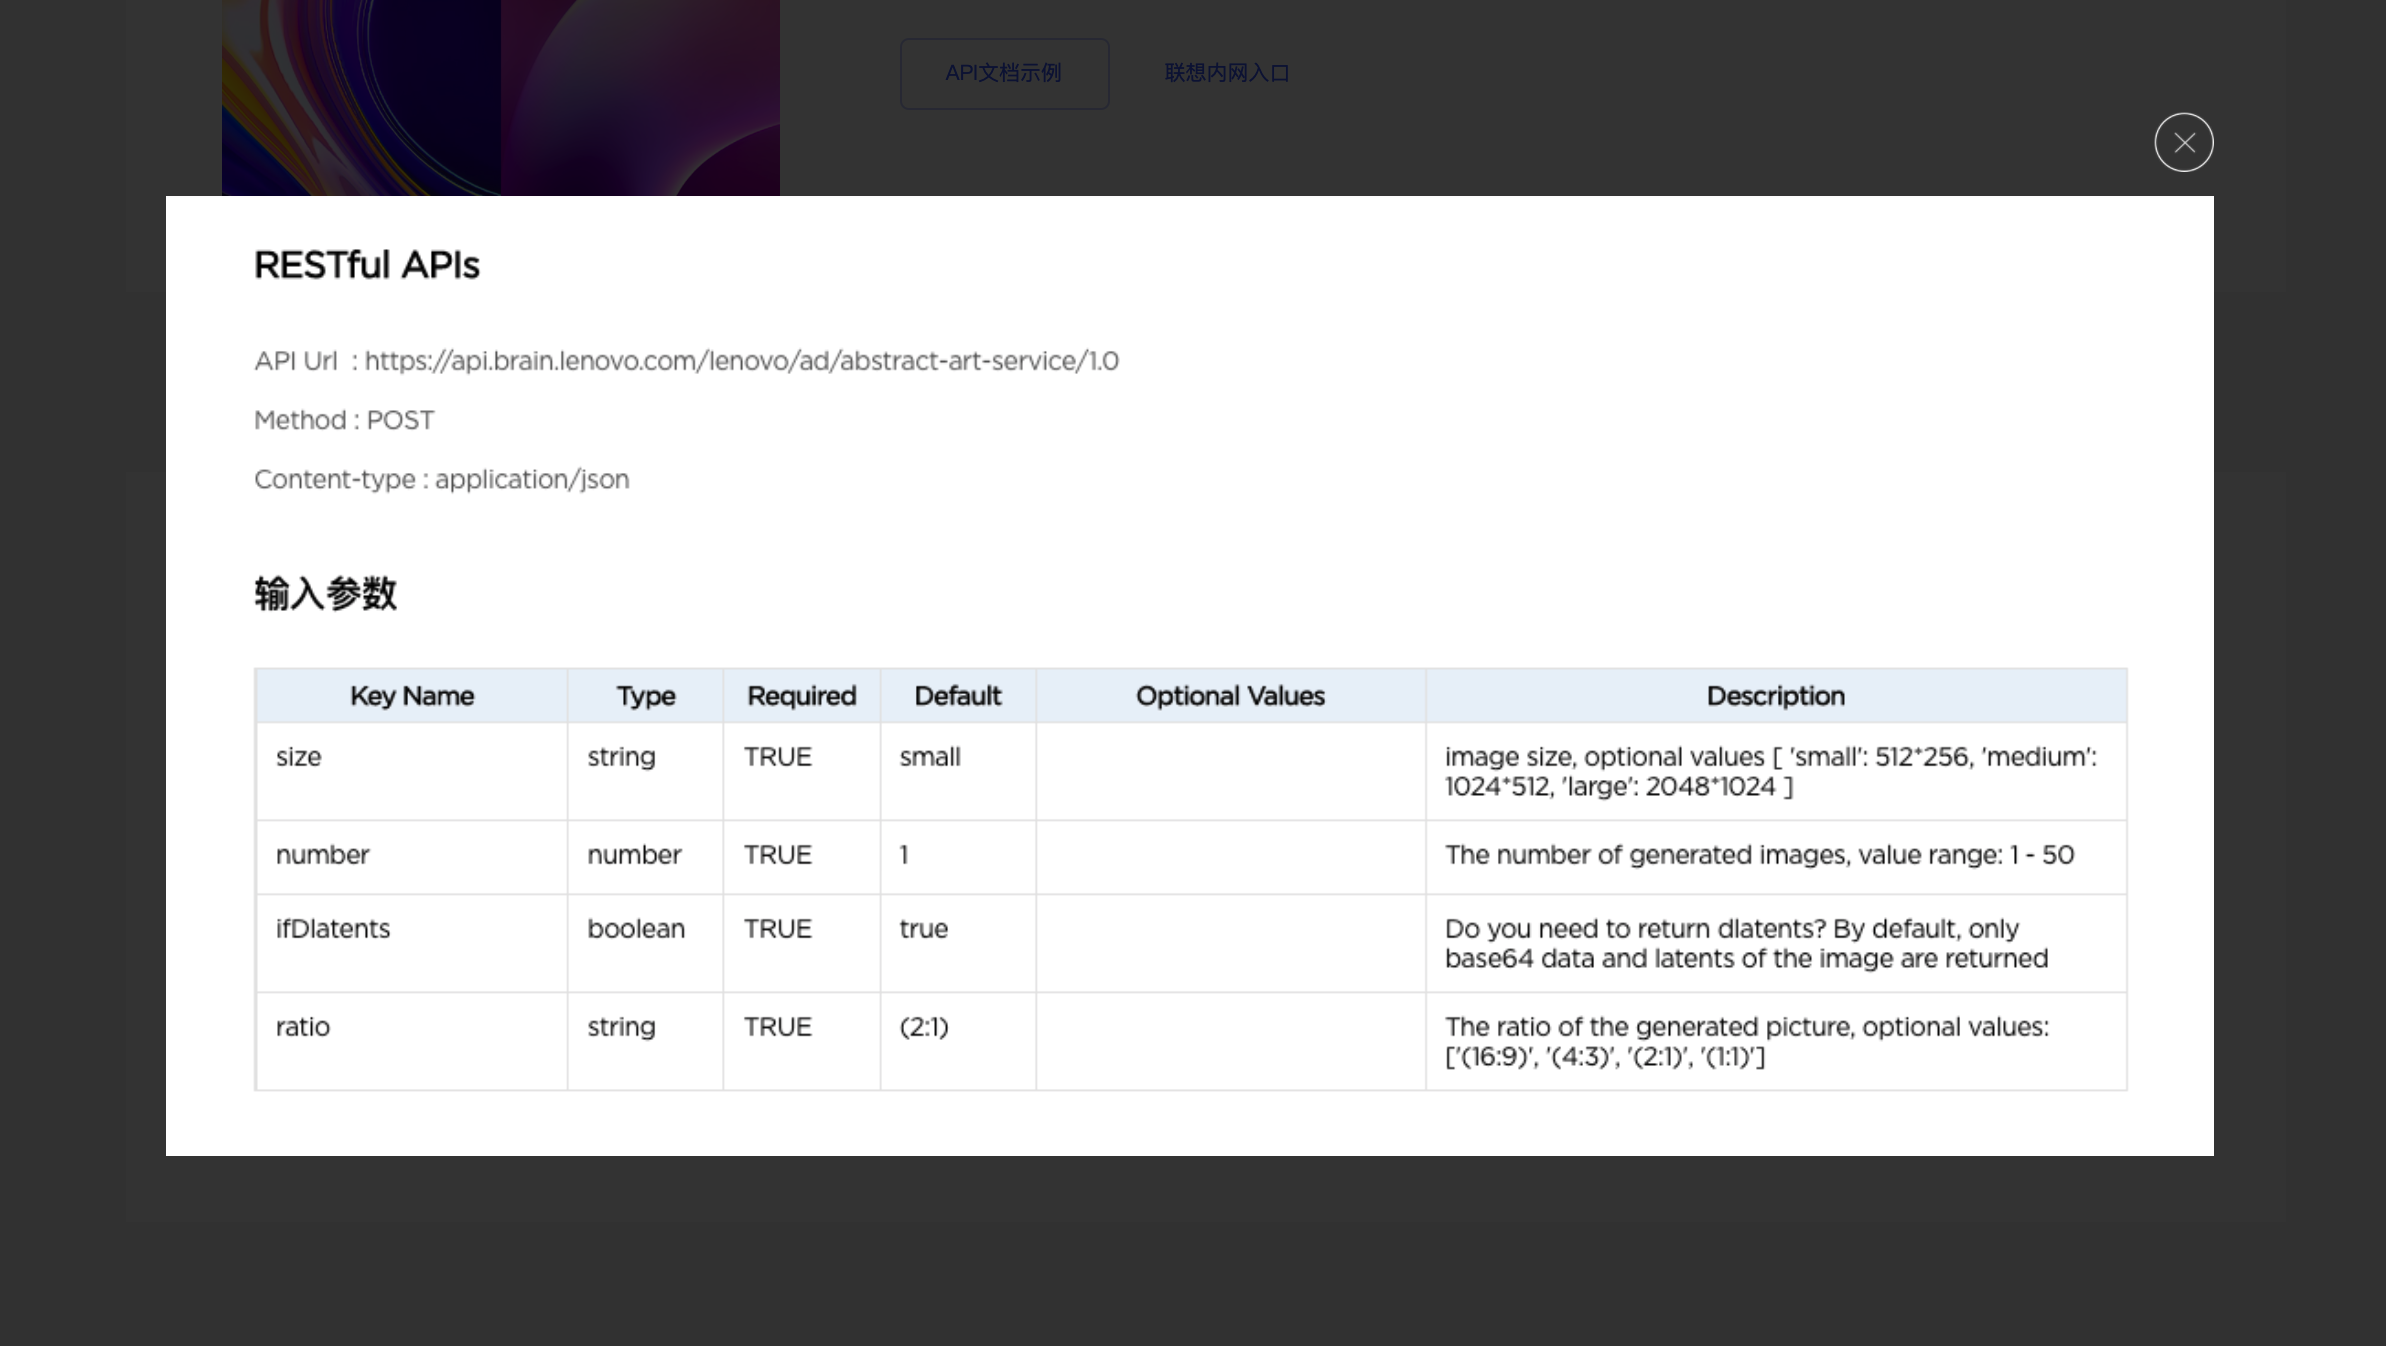 API文档示例 联想内网入口
RESTful APIs
API Url : https://api.brain.lenovo.com/lenovo/ad/abstract-art-service/1.0
Method : POST
Content-type : application/json
输入参数
Key Name Type Required Default Optional Values Description
size string TRUE small image size, optional values [ 'small': 512*256, 'medium':
1024*512, 'large': 2048*1024 ]
number number TRUE 1 The number of generated images, value range: 1 - 50
ifDlatents boolean TRUE true Do you need to return dlatents? By default, only
base64 data and latents of the image are returned
ratio string TRUE (2:1) The ratio of the generated picture, optional values:
['(16:9)', '(4:3)', '(2:1)', '(1:1)']